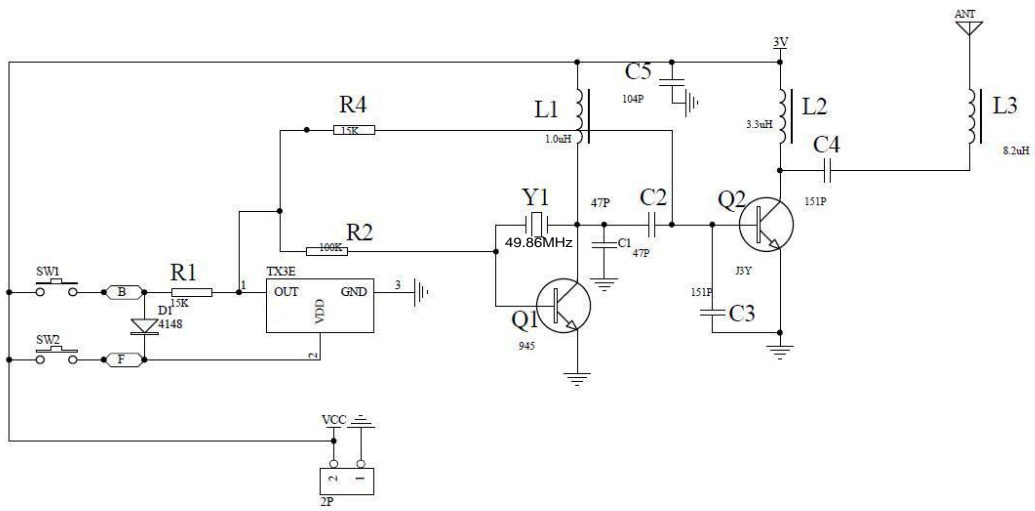 ANT
3V
C5
104P
L1
1.0uH
L2
3.3uH
L3
8.2uH
R4
15K
C4
151P
Y1
49.86MHz
47P
C2
47P
C1
Q2
J3Y
R2
100K
SW1
B
R1
15K
1
TX3E
OUT
GND
VDD
3
2
D1
4148
SW2
F
Q1
945
151P
C3
VCC
2
1
2P